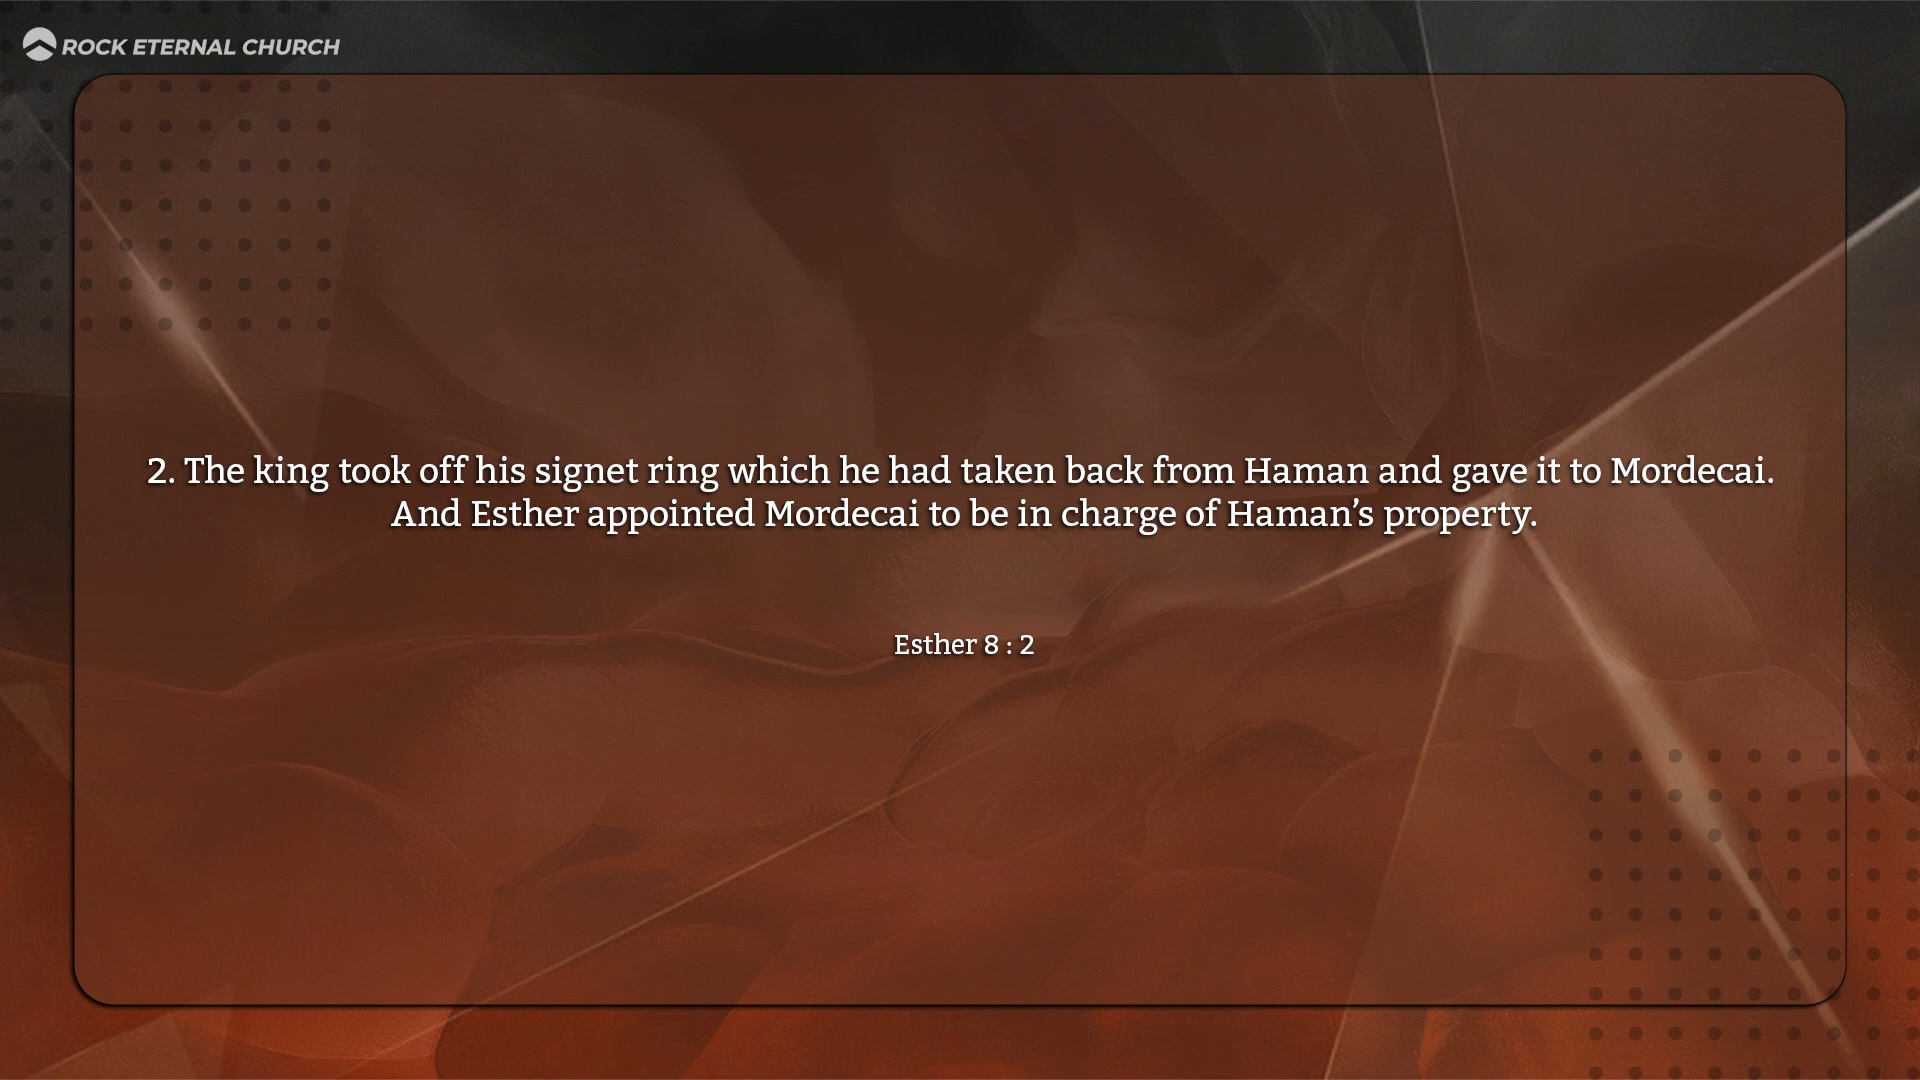 ROCK ETERNAL CHURCH
2. The king took off his signet ring which he had taken back from Haman and gave it to Mordecai.
And Esther appointed Mordecai to be in charge of Haman’s property.
Esther 8 : 2